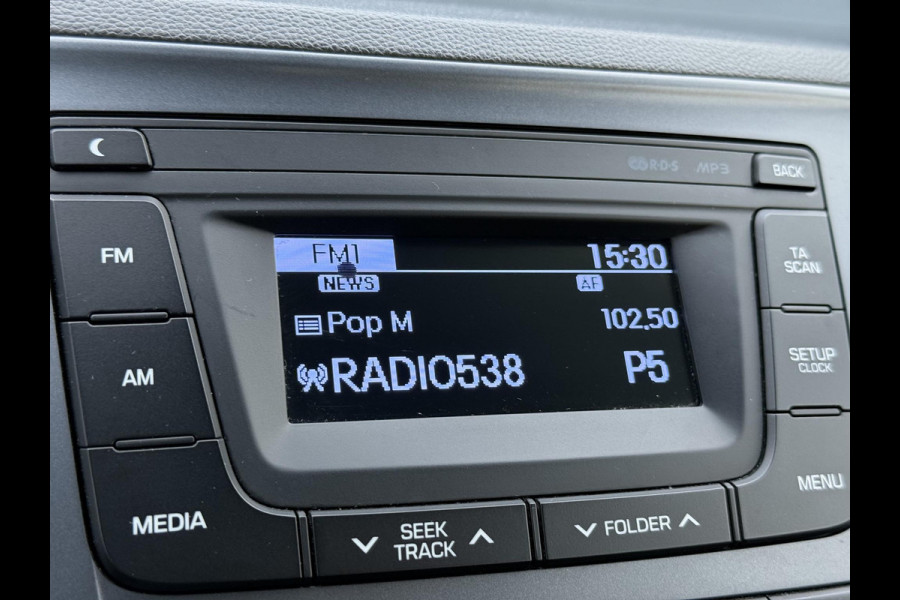 R·D·S MP3
BACK
FM
AM
MEDIA
FM1 15:30
NEWS AF
Pop M 102.50
RADIO538 P5
TA
SCAN
SETUP
CLOCK
MENU
SEEK
TRACK
FOLDER